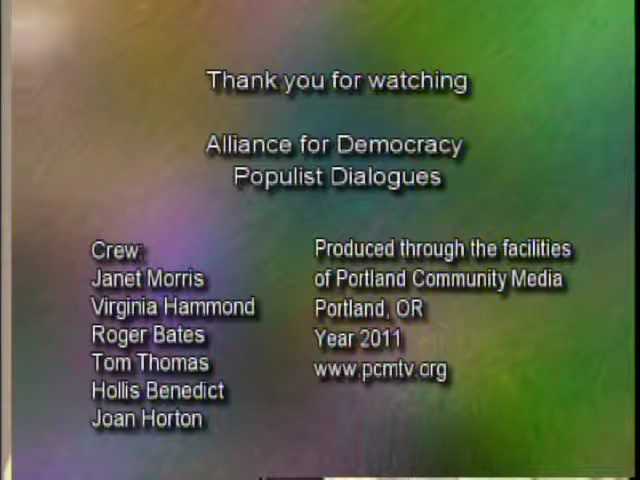 Thank you for watching
Alliance for Democracy
Populist Dialogues
Crew:
Janet Morris
Virginia Hammond
Roger Bates
Tom Thomas
Hollis Benedict
Joan Horton
Produced through the facilities
of Portland Community Media
Portland, OR
Year 2011
www.pcmtv.org